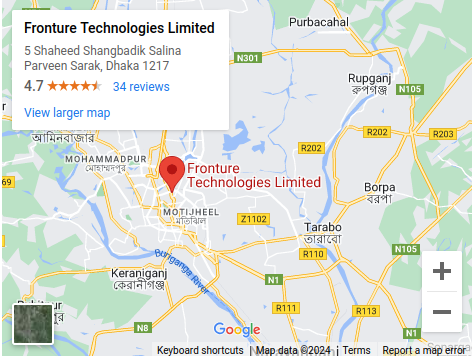 Fronture Technologies Limited
5 Shaheed Shangbadik Salina
Parveen Sarak, Dhaka 1217
4.7
34 reviews
View larger map
Purbachal
N301
Rupganj
রূপগঞ্জ
N105
R202
R203
আমিনবাজার
MOHAMMADPUR
মোহাম্মদপুর
R202
Fronture
Technologies Limited
Borpa
বরপা
MOTIJHEEL
মতিঝিল
Z1102
Tarabo
তারাবো
R110
N105
Buriganga River
Keraniganj
কেরানীগঞ্জ
N1
R111
R113
N8
Google
Keyboard shortcuts
Map data ©2024
Terms
Report a map error